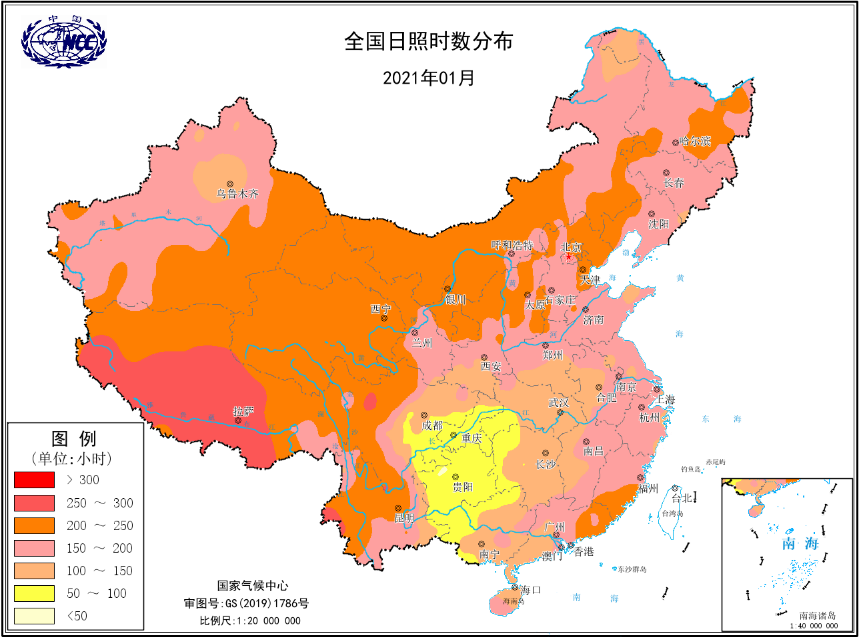 中国
NCC
全国日照时数分布
2021年01月
哈尔滨
长春
乌鲁木齐
沈阳
呼和浩特
北京
天津
渤
海
黄
海
银川
太原
石家庄
济南
西宁
兰州
郑州
西安
南京
合肥
上海
武汉
杭州
东海
拉萨
成都
重庆
长江
南昌
长沙
钓鱼岛
赤尾屿
贵阳
福州
台北
台湾岛
昆明
广州
南宁
澳门
香港
东沙群岛
海口
海南岛
南海
图 例
(单位:小时)
> 300
250 ～ 300
200 ～ 250
150 ～ 200
100 ～ 150
50 ～ 100
<50
国家气候中心
审图号:GS(2019)1786号
比例尺:1:20 000 000
南 海
南海诸岛
1:40 000 000